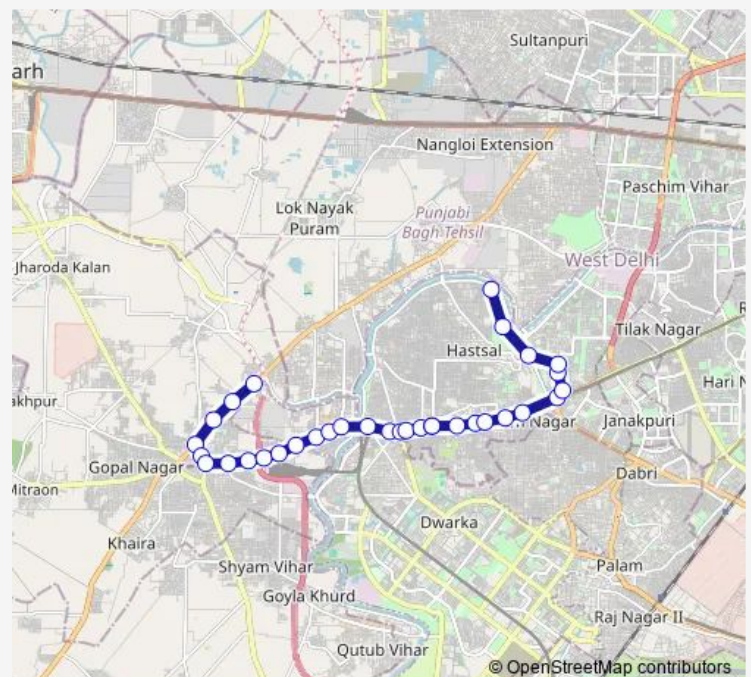 Sultanpuri
arh
Nangloi Extension
Paschim Vihar
Lok Nayak
Puram
Punjabi
Bagh Tehsil
West Delhi
Jharoda Kalan
Tilak Nagar
Hastsal
Hari N
akhpur
Nagar
Janakpuri
Gopal Nagar
Dabri
Mitraon
Dwarka
Khaira
Shyam Vihar
Palam
Goyla Khurd
Raj Nagar II
Qutub Vihar
© OpenStreetMap contributors